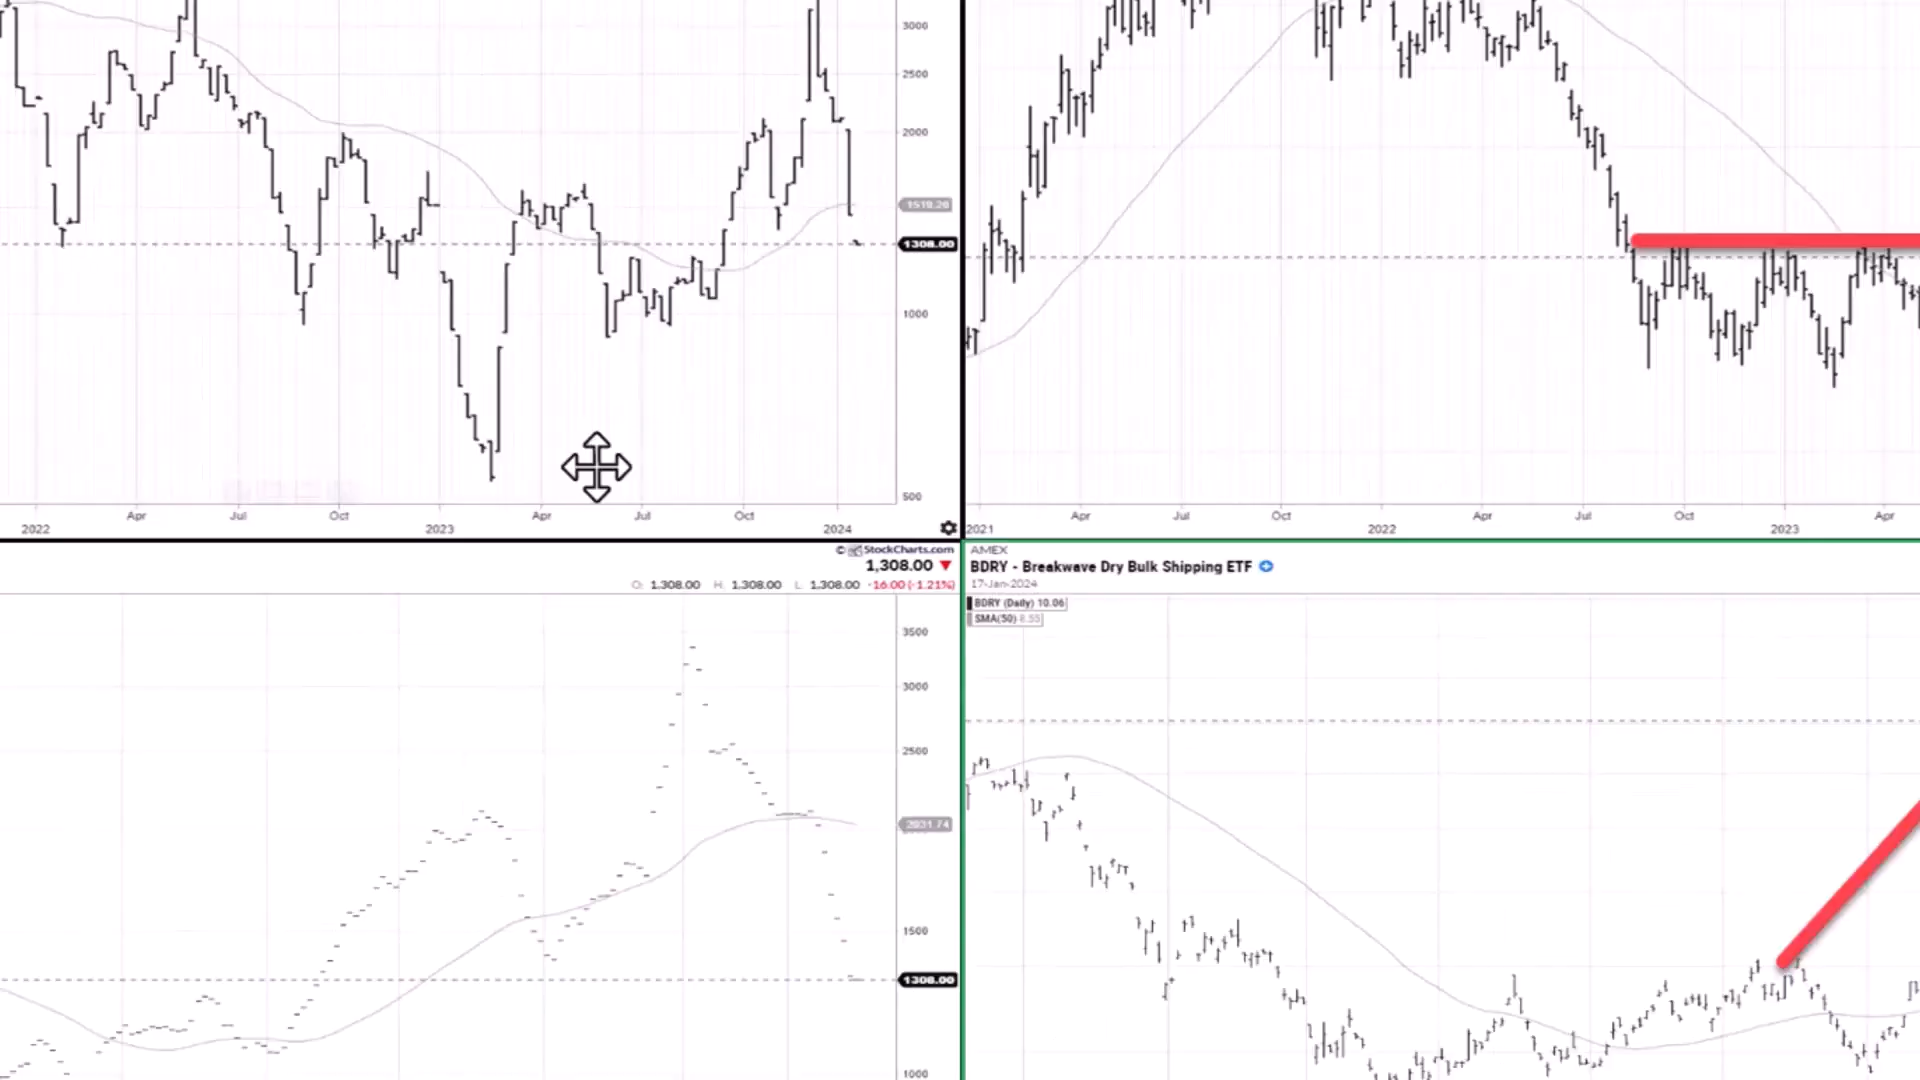 3000
2500
2000
1519.26
1308.00
1000
500
2022 Apr Jul Oct 2023 Apr Jul Oct 2024
2021 Apr Jul Oct 2022 Apr Jul Oct 2023 Apr
© StockCharts.com
1,308.00 ▼
O: 1,308.00 H: 1,308.00 L: 1,308.00 -16.00 (-1.21%)
3500
3000
2500
2031.74
1500
1308.00
1000
AMEX
BDRY - Breakwave Dry Bulk Shipping ETF
17-Jan-2024
BDRY (Daily) 10.06
SMA(50) 8.55